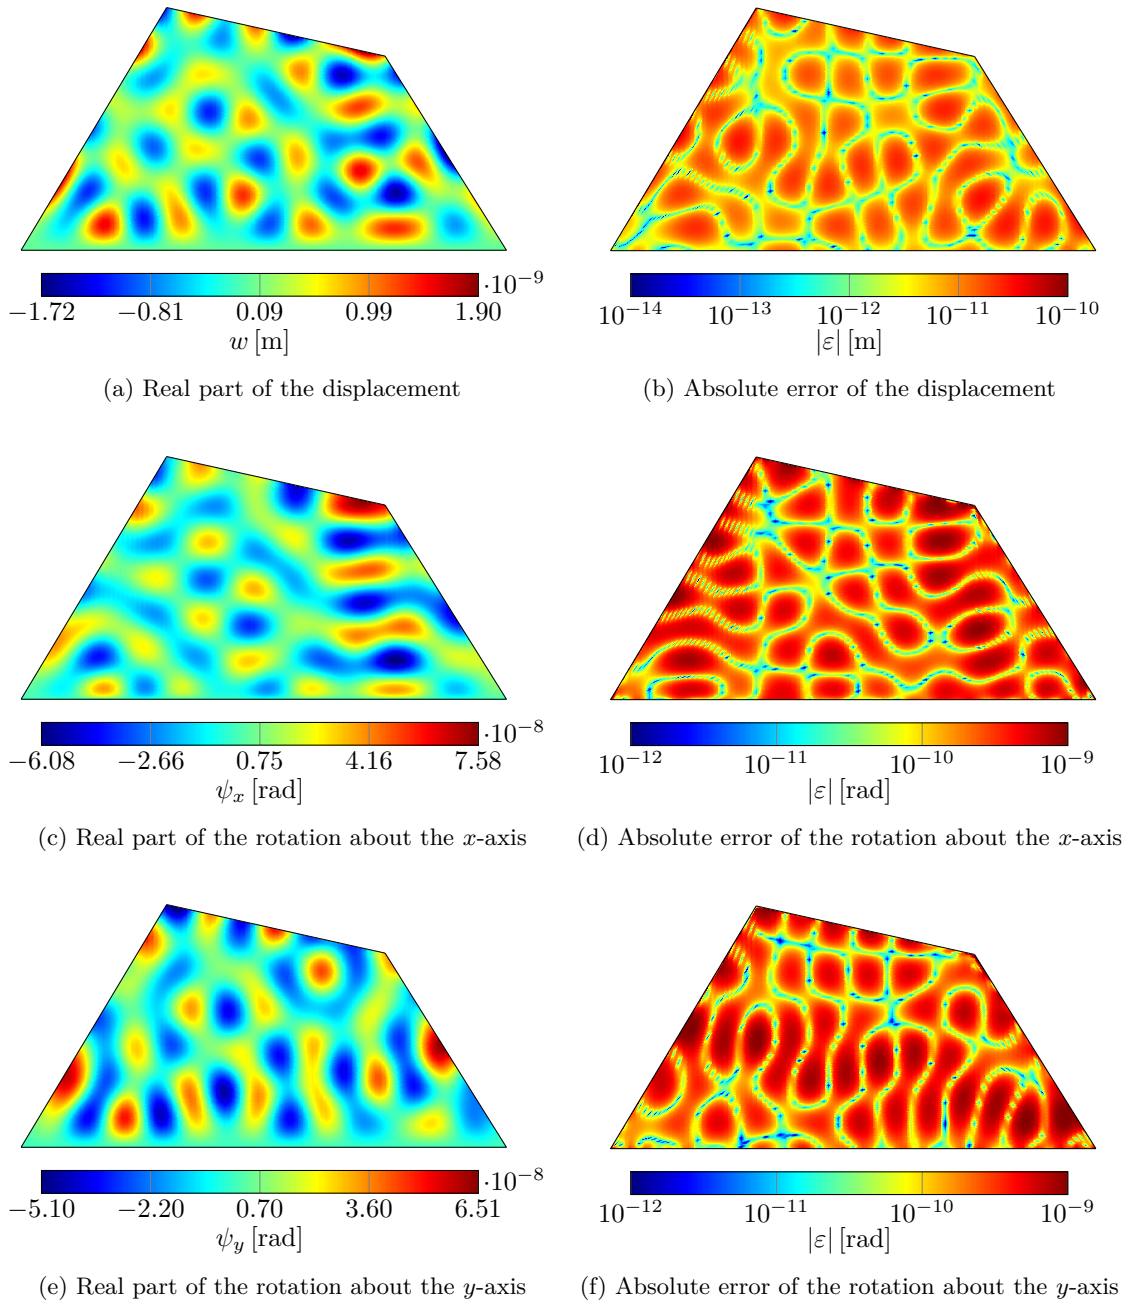 −1.72 −0.81 0.09 0.99 1.90 ·10⁻⁹
w [m]
10⁻¹⁴ 10⁻¹³ 10⁻¹² 10⁻¹¹ 10⁻¹⁰
|ε| [m]
(a) Real part of the displacement
(b) Absolute error of the displacement
−6.08 −2.66 0.75 4.16 7.58 ·10⁻⁸
ψₓ [rad]
10⁻¹² 10⁻¹¹ 10⁻¹⁰ 10⁻⁹
|ε| [rad]
(c) Real part of the rotation about the x-axis
(d) Absolute error of the rotation about the x-axis
−5.10 −2.20 0.70 3.60 6.51 ·10⁻⁸
ψ_y [rad]
10⁻¹² 10⁻¹¹ 10⁻¹⁰ 10⁻⁹
|ε| [rad]
(e) Real part of the rotation about the y-axis
(f) Absolute error of the rotation about the y-axis